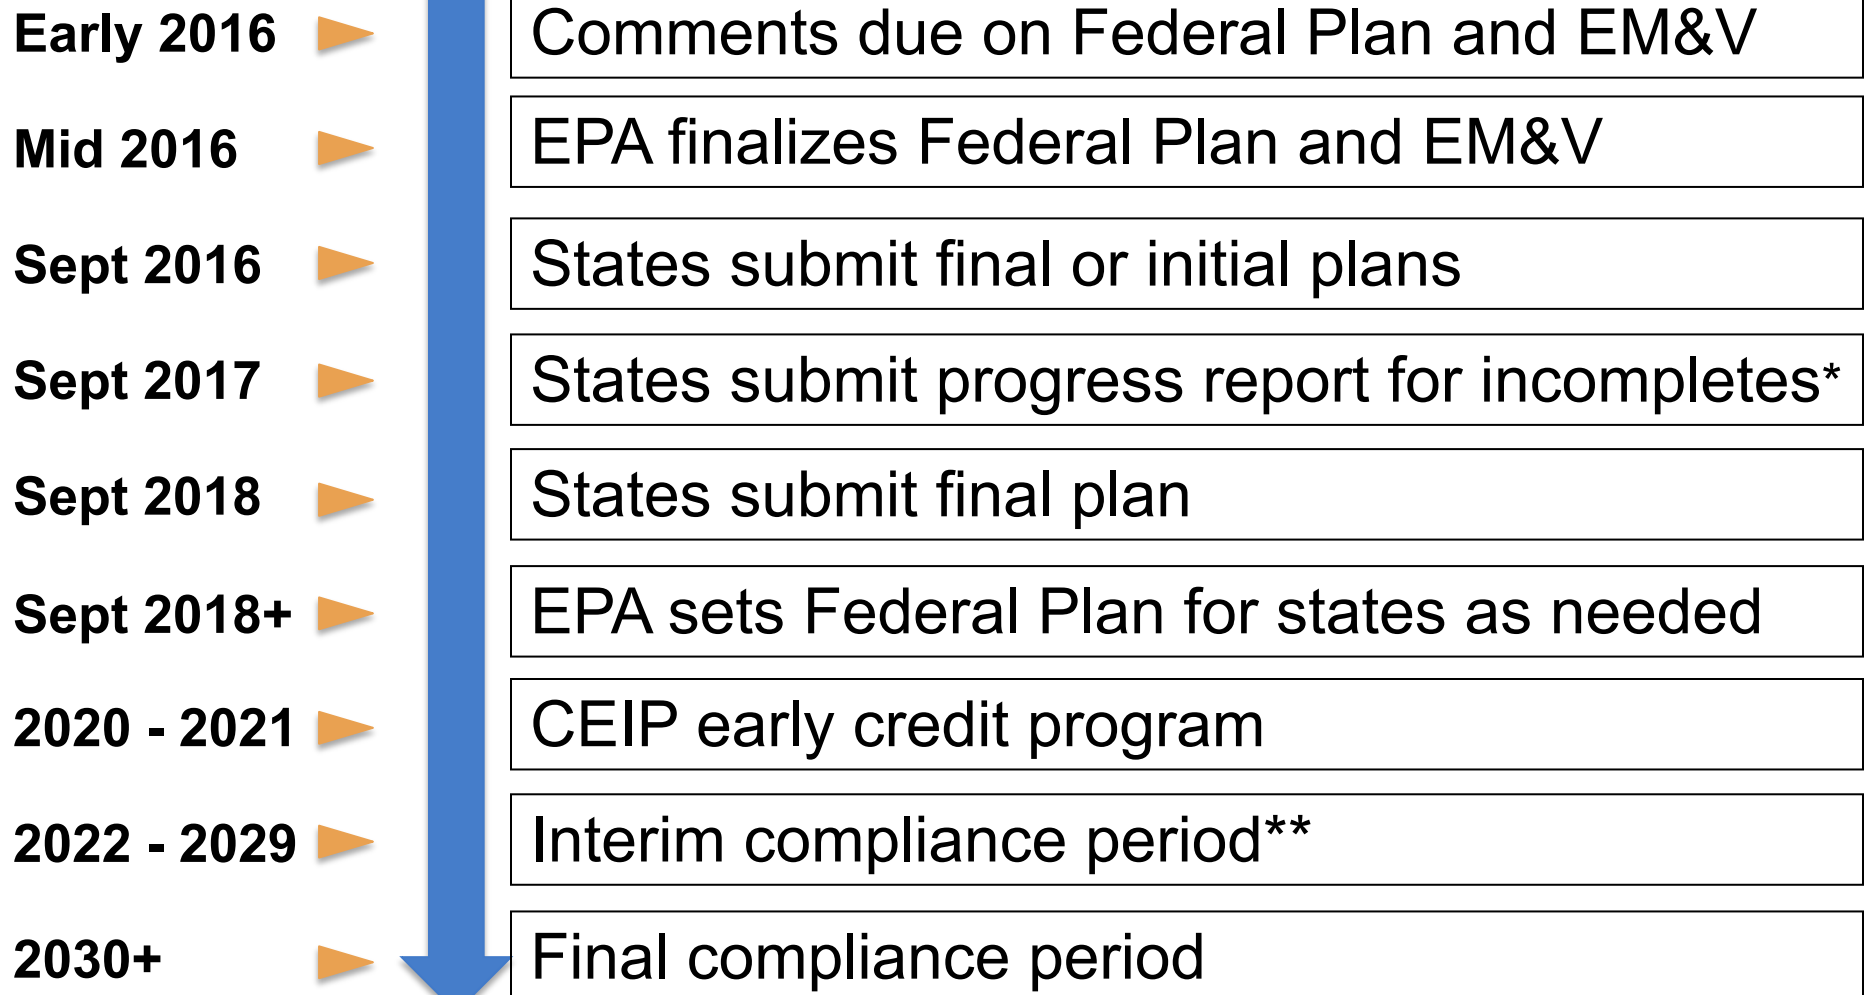 Early 2016 Comments due on Federal Plan and EM&V
Mid 2016 EPA finalizes Federal Plan and EM&V
Sept 2016 States submit final or initial plans
Sept 2017 States submit progress report for incompletes*
Sept 2018 States submit final plan
Sept 2018+ EPA sets Federal Plan for states as needed
2020 - 2021 CEIP early credit program
2022 - 2029 Interim compliance period**
2030+ Final compliance period